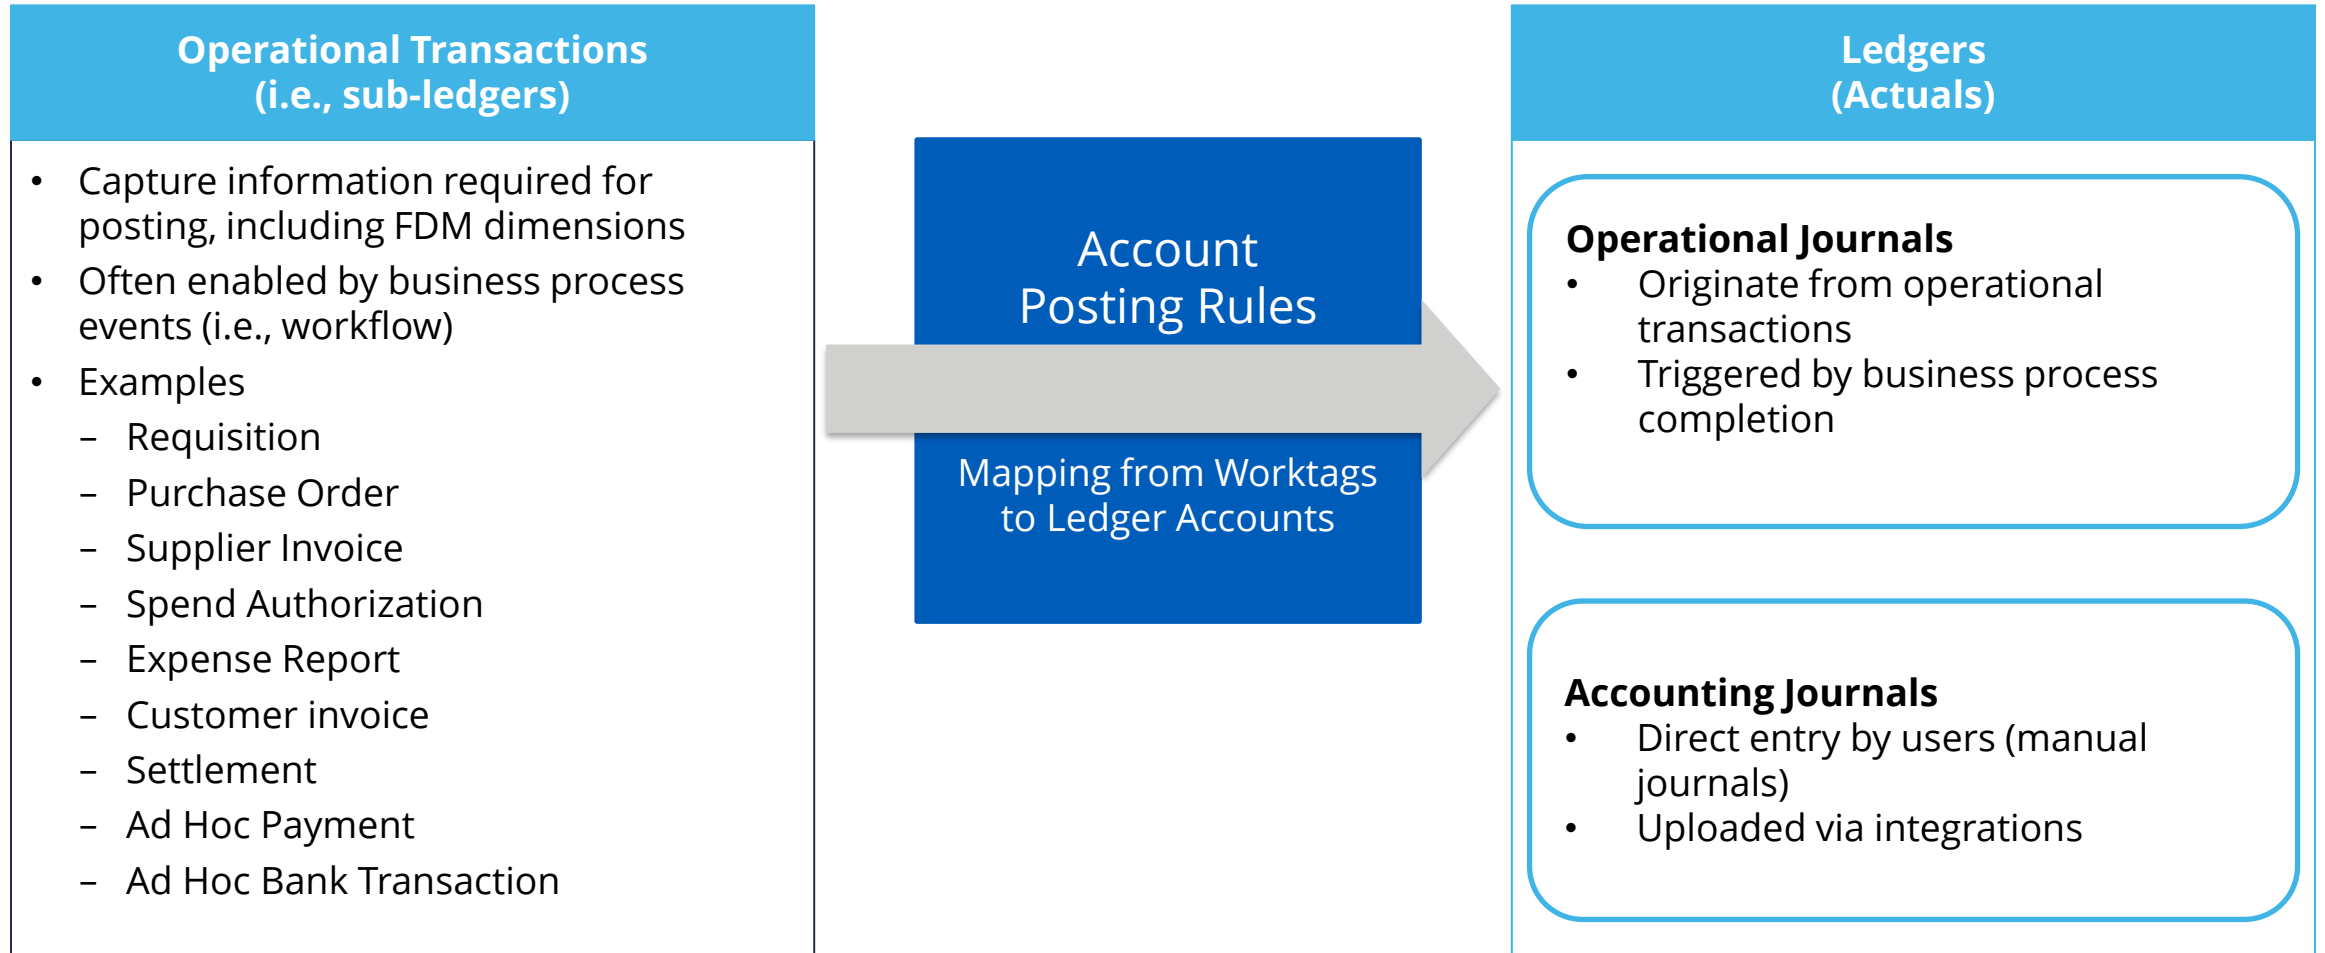 Operational Transactions
(i.e., sub-ledgers)
• Capture information required for
posting, including FDM dimensions
• Often enabled by business process
events (i.e., workflow)
• Examples
– Requisition
– Purchase Order
– Supplier Invoice
– Spend Authorization
– Expense Report
– Customer invoice
– Settlement
– Ad Hoc Payment
– Ad Hoc Bank Transaction
Account
Posting Rules
Mapping from Worktags
to Ledger Accounts
Ledgers
(Actuals)
Operational Journals
• Originate from operational
transactions
• Triggered by business process
completion
Accounting Journals
• Direct entry by users (manual
journals)
• Uploaded via integrations